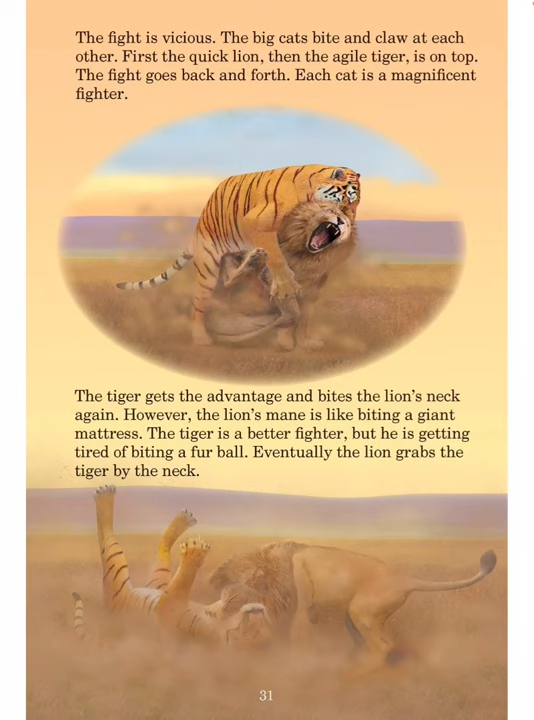 The fight is vicious. The big cats bite and claw at each
other. First the quick lion, then the agile tiger, is on top.
The fight goes back and forth. Each cat is a magnificent
fighter.
The tiger gets the advantage and bites the lion's neck
again. However, the lion's mane is like biting a giant
mattress. The tiger is a better fighter, but he is getting
tired of biting a fur ball. Eventually the lion grabs the
tiger by the neck.
31